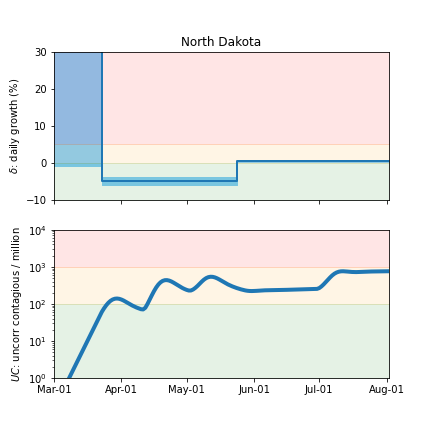 North Dakota
δ: daily growth (%)
30
20
10
0
−10
UC: uncorr contagious / million
10⁴
10³
10²
10¹
10⁰
Mar-01 Apr-01 May-01 Jun-01 Jul-01 Aug-01